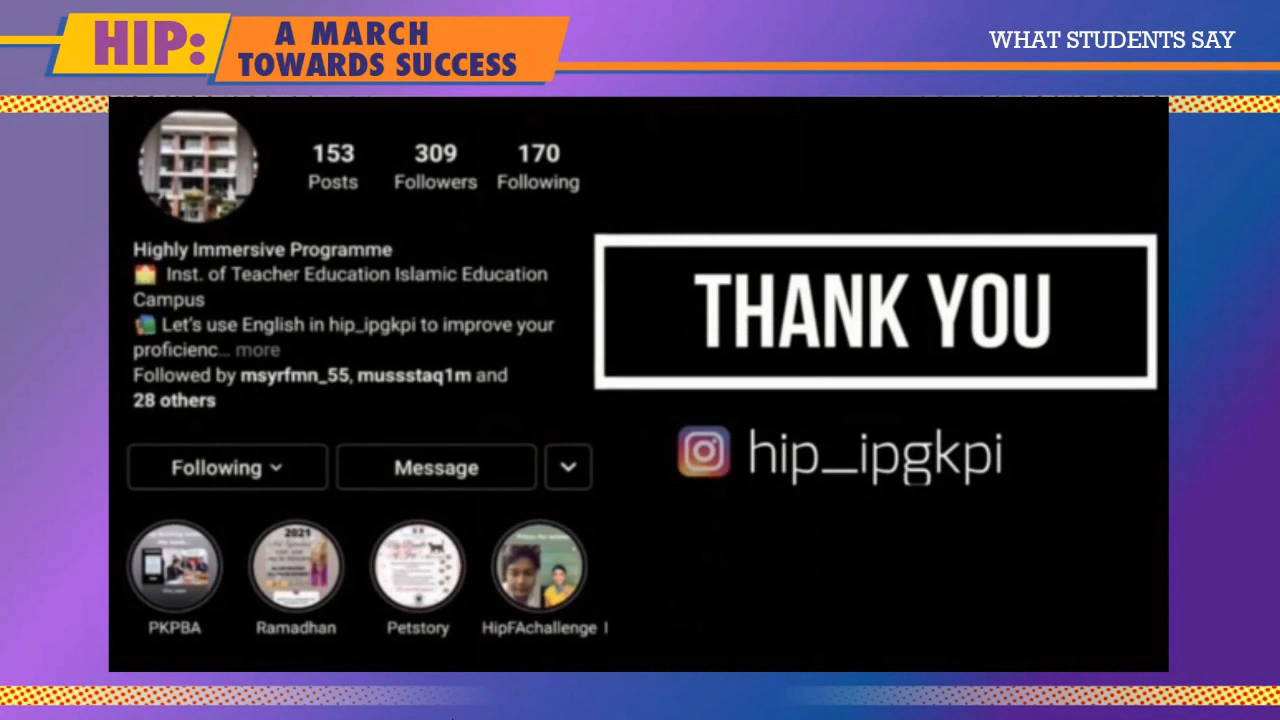 HIP:
A MARCH
TOWARDS SUCCESS
WHAT STUDENTS SAY
153
309
170
Posts
Followers
Following
Highly Immersive Programme
Inst. of Teacher Education Islamic Education
Campus
Let's use English in hip_ipgkpi to improve your
proficienc... more
Followed by msyrfmn_55, mussstaq1m and
28 others
Following
Message
THANK YOU
hip_ipgkpi
2021
PKPBA
Ramadhan
Petstory
HipFAchallenge